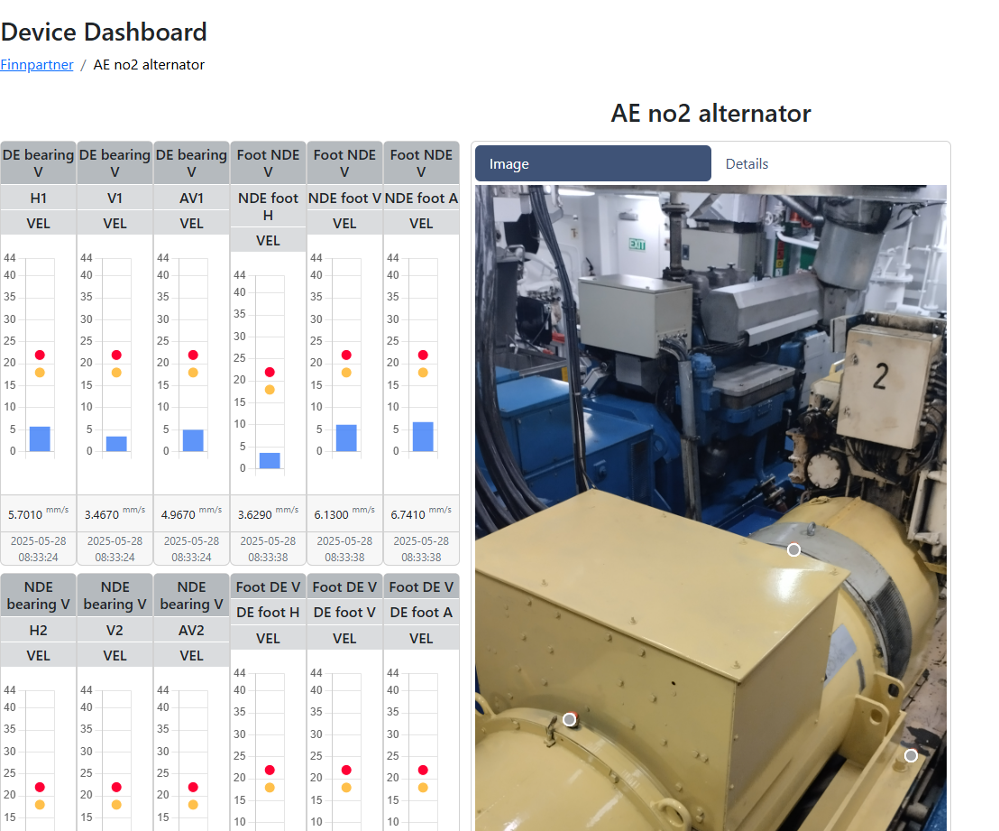 Device Dashboard
Finnpartner / AE no2 alternator
AE no2 alternator
DE bearing V
H1
VEL
44
40
35
30
25
20
15
10
5
0
5.7010 mm/s
2025-05-28
08:33:24
DE bearing V
V1
VEL
44
40
35
30
25
20
15
10
5
0
3.4670 mm/s
2025-05-28
08:33:24
DE bearing V
AV1
VEL
44
40
35
30
25
20
15
10
5
0
4.9670 mm/s
2025-05-28
08:33:24
Foot NDE V
NDE foot H
VEL
44
40
35
30
25
20
15
10
5
0
3.6290 mm/s
2025-05-28
08:33:38
Foot NDE V
NDE foot V
VEL
44
40
35
30
25
20
15
10
5
0
6.1300 mm/s
2025-05-28
08:33:38
Foot NDE V
NDE foot A
VEL
44
40
35
30
25
20
15
10
5
0
6.7410 mm/s
2025-05-28
08:33:38
NDE bearing V
H2
VEL
44
40
35
30
25
20
15
NDE bearing V
V2
VEL
44
40
35
30
25
20
15
NDE bearing V
AV2
VEL
44
40
35
30
25
20
15
Foot DE V
DE foot H
VEL
44
40
35
30
25
20
15
10
Foot DE V
DE foot V
VEL
44
40
35
30
25
20
15
10
Foot DE V
DE foot A
VEL
44
40
35
30
25
20
15
10
Image
Details
EXIT
2